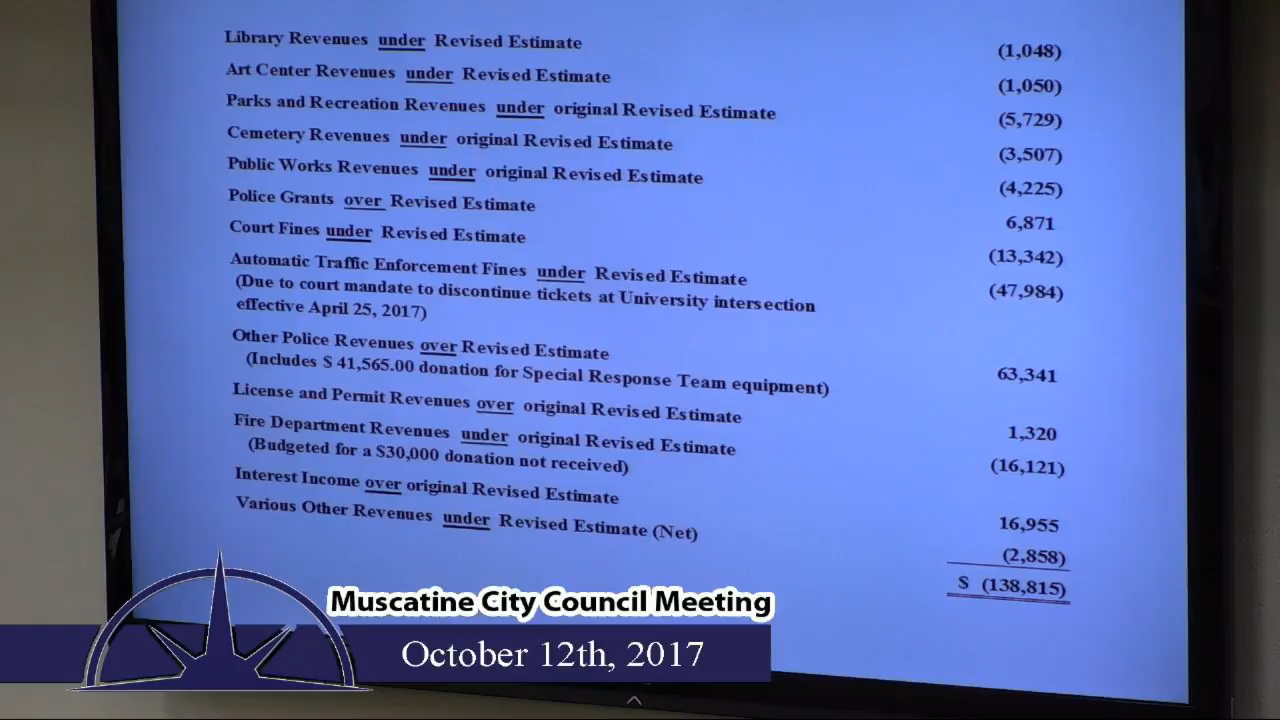 Library Revenues under Revised Estimate (1,048)
Art Center Revenues under Revised Estimate (1,050)
Parks and Recreation Revenues under original Revised Estimate (5,729)
Cemetery Revenues under original Revised Estimate (3,507)
Public Works Revenues under original Revised Estimate (4,225)
Police Grants over Revised Estimate 6,871
Court Fines under Revised Estimate (13,342)
Automatic Traffic Enforcement Fines under Revised Estimate (47,984)
(Due to court mandate to discontinue tickets at University intersection
effective April 25, 2017)
Other Police Revenues over Revised Estimate
(Includes $ 41,565.00 donation for Special Response Team equipment) 63,341
License and Permit Revenues over original Revised Estimate 1,320
Fire Department Revenues under original Revised Estimate (16,121)
(Budgeted for a $30,000 donation not received)
Interest Income over original Revised Estimate 16,955
Various Other Revenues under Revised Estimate (Net) (2,858)
$ (138,815)
Muscatine City Council Meeting
October 12th, 2017